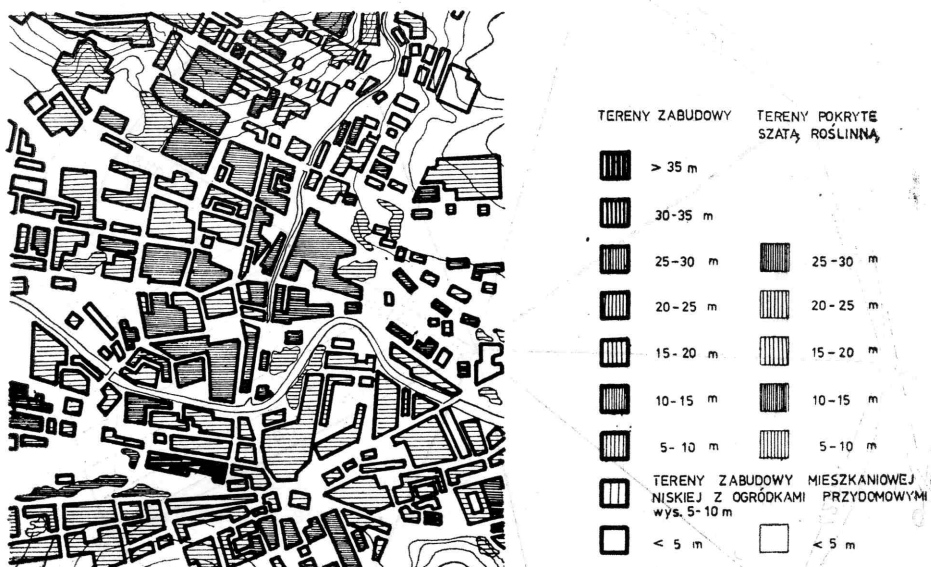 TERENY ZABUDOWY
TERENY POKRYTE
SZATĄ ROŚLINNĄ
> 35 m
30-35 m
25-30 m
25-30 m
20-25 m
20-25 m
15-20 m
15-20 m
10-15 m
10-15 m
5-10 m
5-10 m
TERENY ZABUDOWY MIESZKANIOWEJ
NISKIEJ Z OGRÓDKAMI PRZYDOMOWYMI
wys. 5-10 m
< 5 m
< 5 m